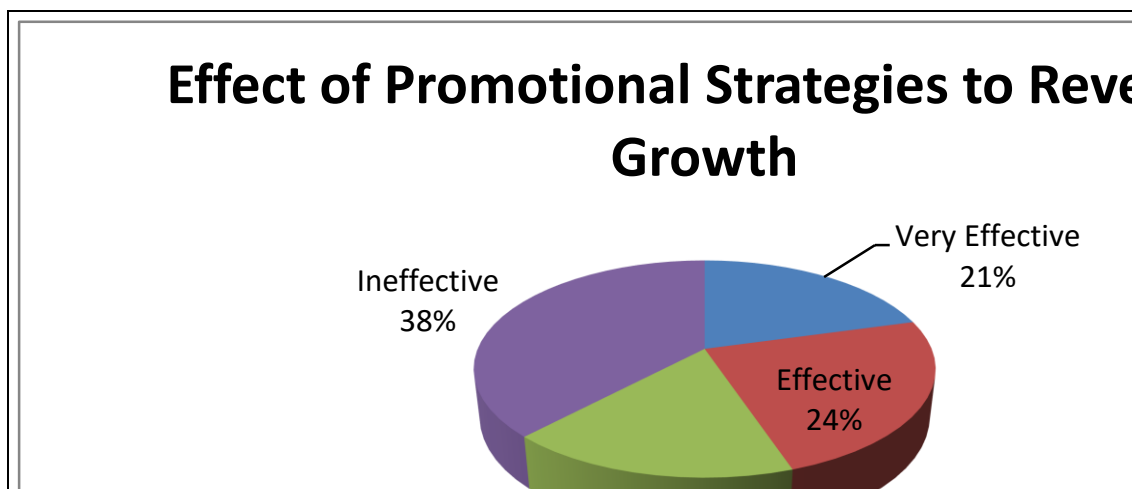 Effect of Promotional Strategies to Reve
Growth
Very Effective
21%
Ineffective
38%
Effective
24%